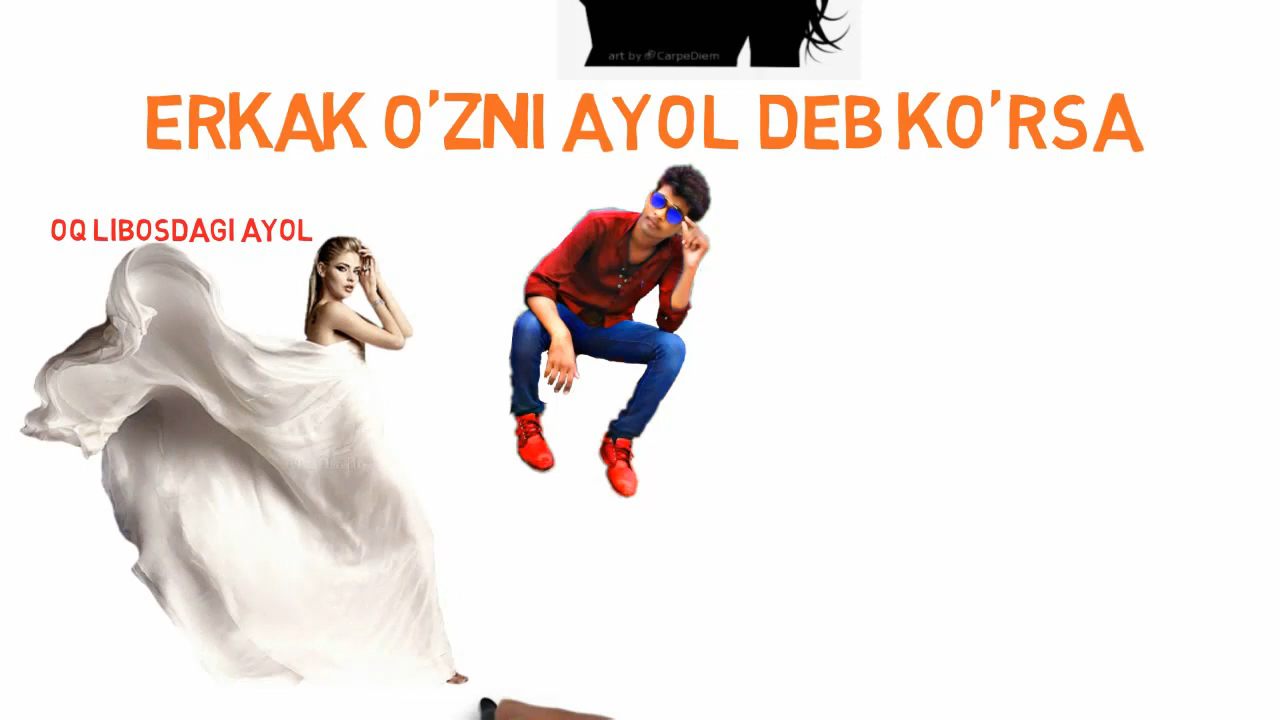 art by CarpeDiem
ERKAK O'ZNI AYOL DEB KO'RSA
OQ LIBOSDAGI AYOL